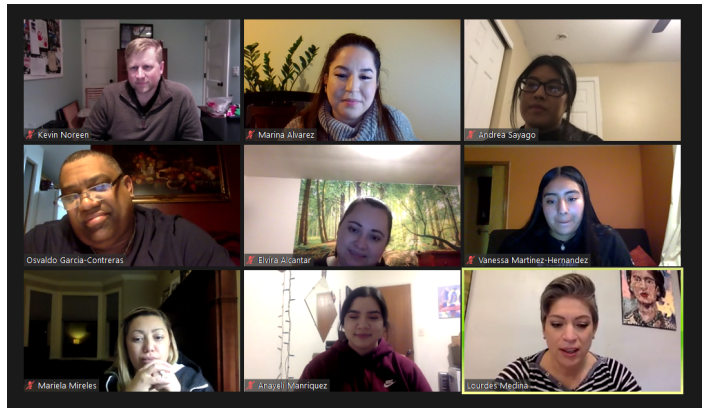 Kevin Noreen
Marina Alvarez
Andrea Sayago
Osvaldo Garcia-Contreras
Elvira Alcantar
Vanessa Martinez-Hernandez
Mariela Mireles
Anayeli Manriquez
Lourdes Medina